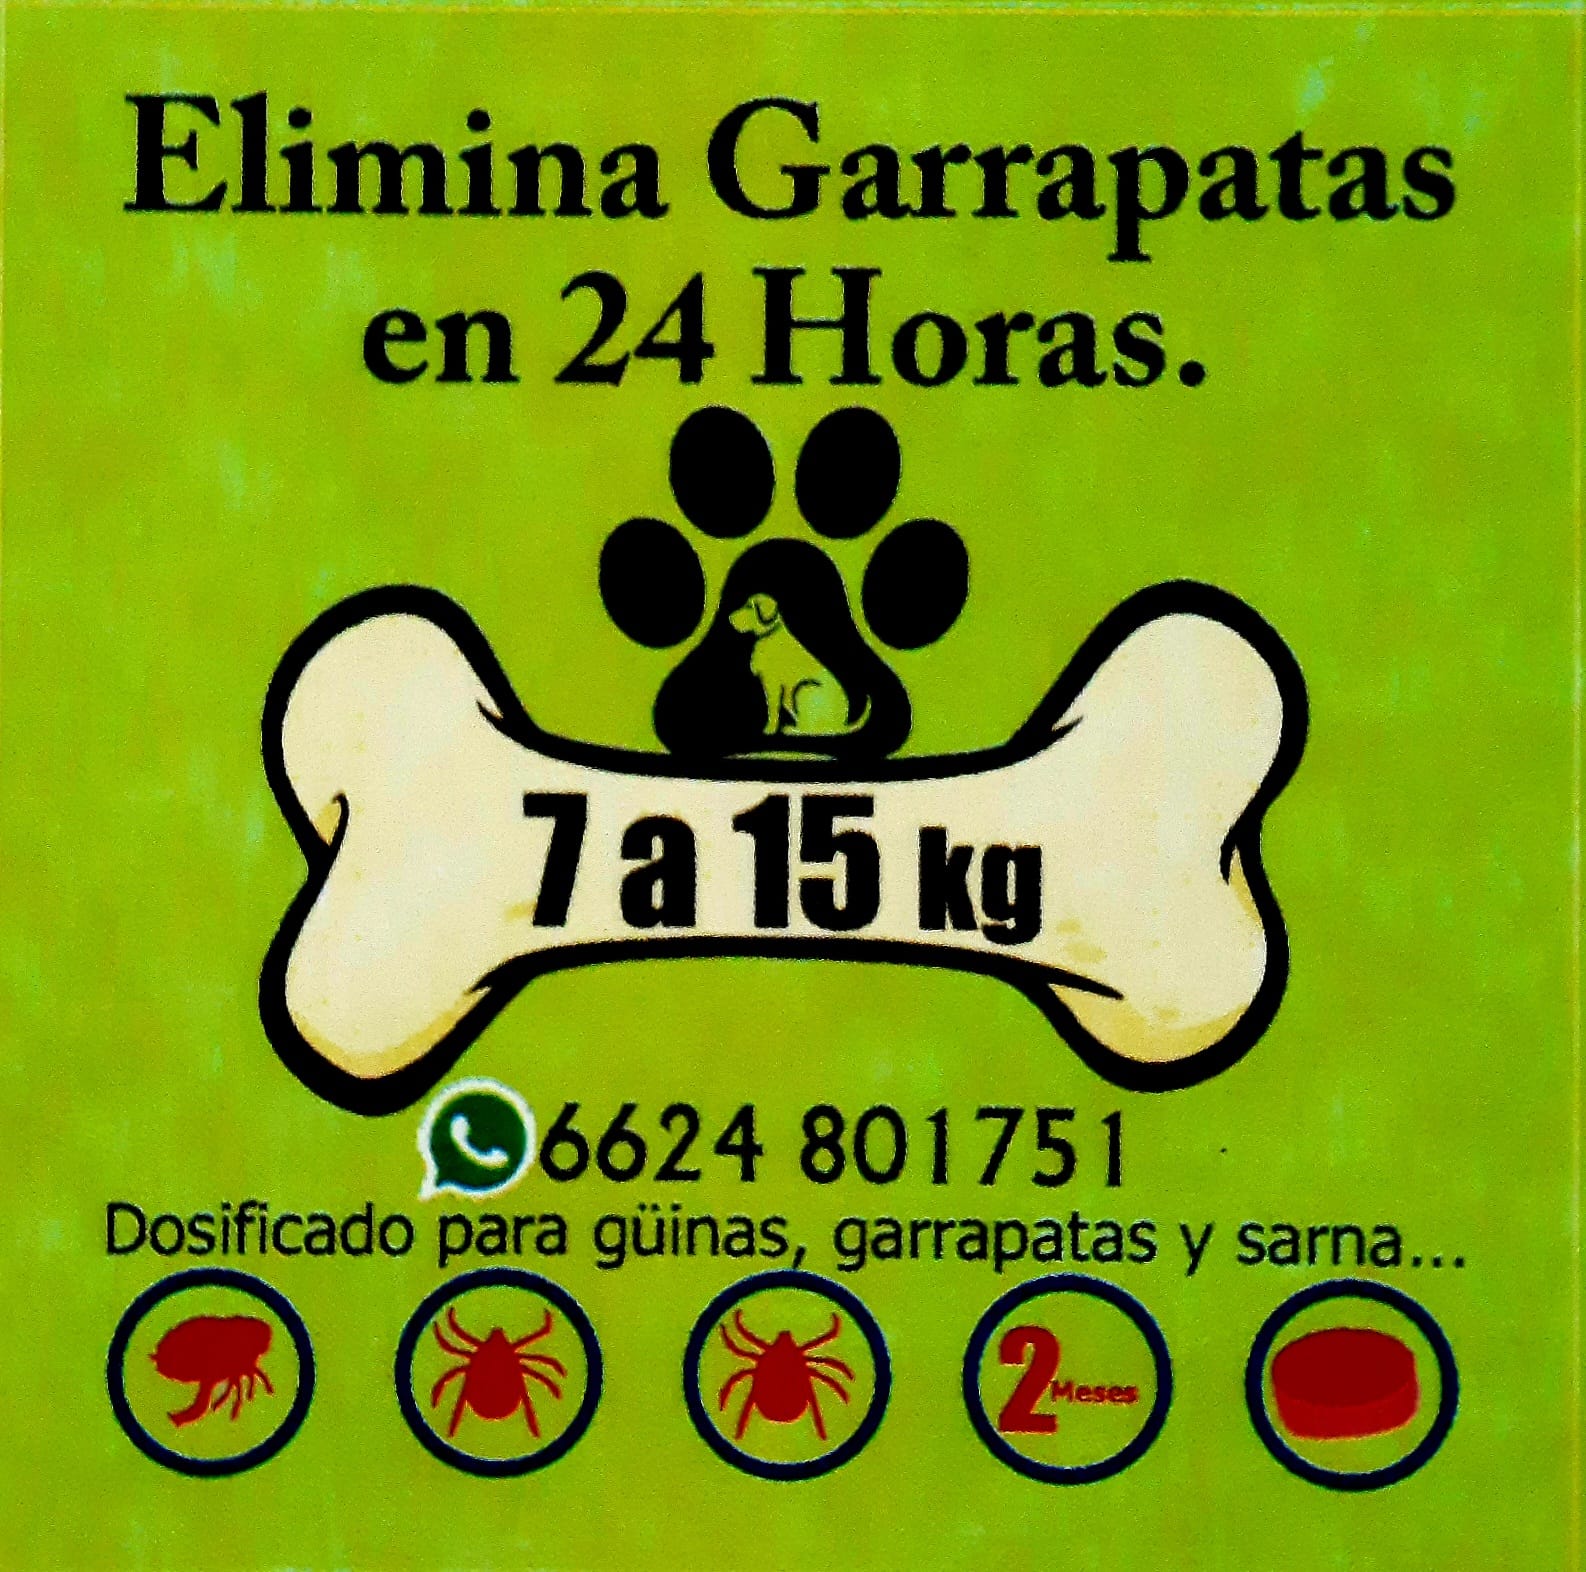 Elimina Garrapatas
en 24 Horas.
7 a 15 kg
6624 801751
Dosificado para güinas, garrapatas y sarna...
2 Meses